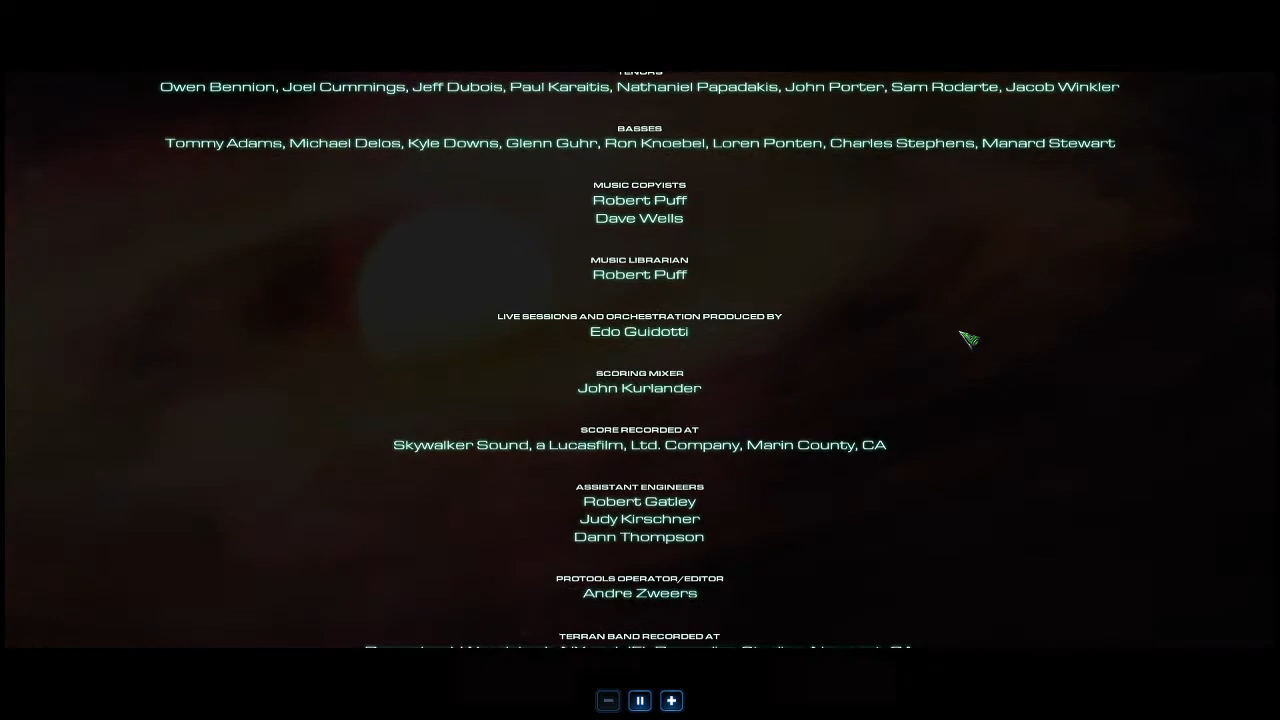 TENORS
Owen Bennion, Joel Cummings, Jeff Dubois, Paul Karaitis, Nathaniel Papadakis, John Porter, Sam Rodarte, Jacob Winkler
BASSES
Tommy Adams, Michael Delos, Kyle Downs, Glenn Guhr, Ron Knoebel, Loren Ponten, Charles Stephens, Manard Stewart
MUSIC COPYISTS
Robert Puff
Dave Wells
MUSIC LIBRARIAN
Robert Puff
LIVE SESSIONS AND ORCHESTRATION PRODUCED BY
Edo Guidotti
SCORING MIXER
John Kurlander
SCORE RECORDED AT
Skywalker Sound, a Lucasfilm, Ltd. Company, Marin County, CA
ASSISTANT ENGINEERS
Robert Gatley
Judy Kirschner
Dann Thompson
PROTOOLS OPERATOR/EDITOR
Andre Zweers
TERRAN BAND RECORDED AT